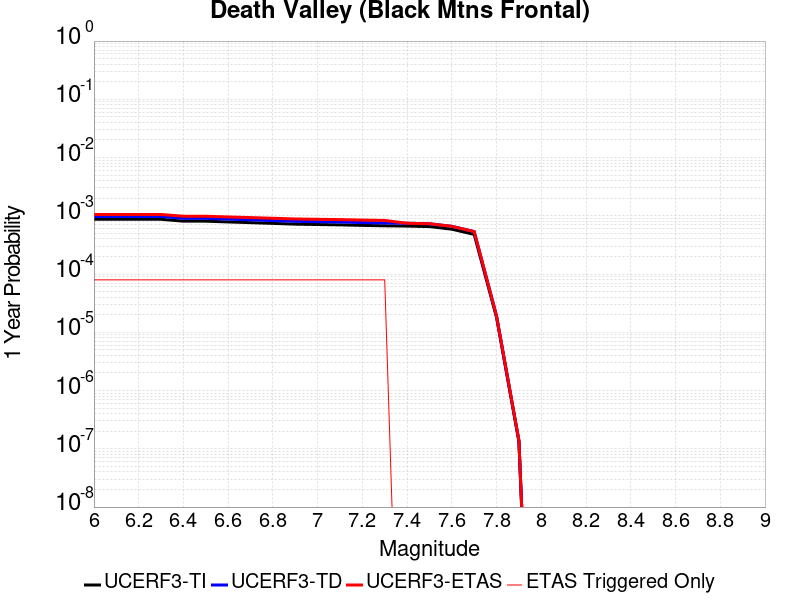 Death Valley (Black Mtns Frontal)
10^0
10^-1
10^-2
10^-3
10^-4
10^-5
10^-6
10^-7
10^-8
1 Year Probability
6 6.2 6.4 6.6 6.8 7 7.2 7.4 7.6 7.8 8 8.2 8.4 8.6 8.8 9
Magnitude
UCERF3-TI UCERF3-TD UCERF3-ETAS ETAS Triggered Only